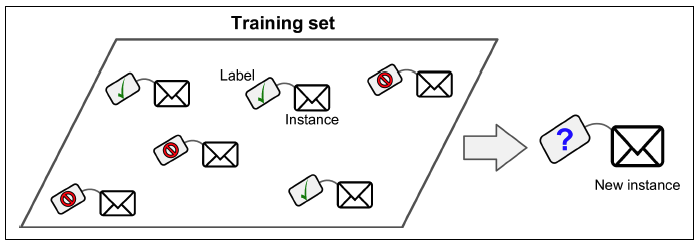 Training set
Label
Instance
?
New instance